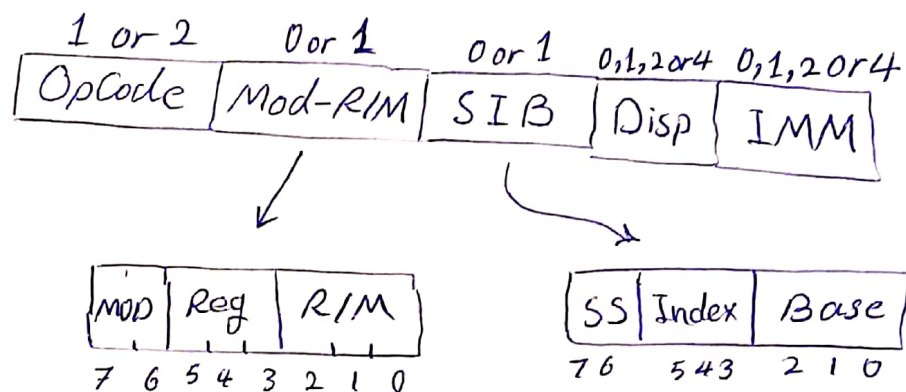 1 or 2 0 or 1 0 or 1 0,1,2 or 4 0,1,2 or 4
OpCode Mod-R/M SIB Disp IMM
MOD Reg R/M SS Index Base
7 6 5 4 3 2 1 0 7 6 5 4 3 2 1 0